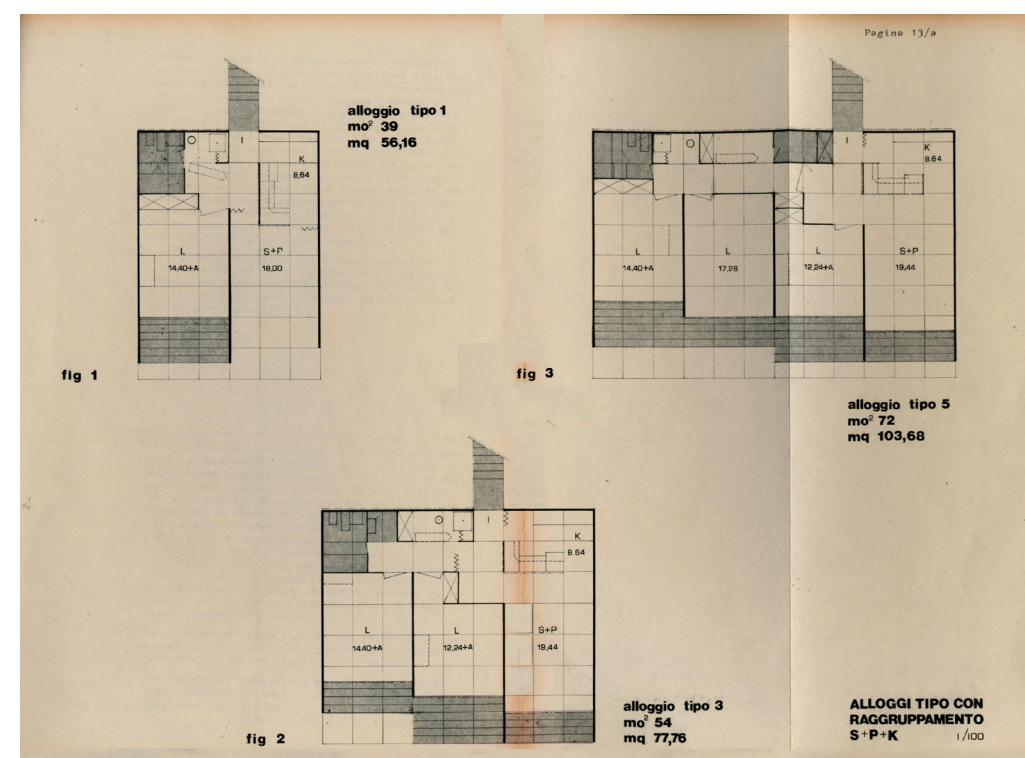 Pagina 13/a
alloggio tipo 1
mo² 39
mq 56,16
I
K
8,64
L
14,40+A
S+P
18,00
fig 1
I
K
8.64
L
14,40+A
L
17,28
L
12,24+A
S+P
19,44
fig 3
alloggio tipo 5
mo² 72
mq 103,68
I
K
8.64
L
14,40+A
L
12,24+A
S+P
19,44
fig 2
alloggio tipo 3
mo² 54
mq 77,76
ALLOGGI TIPO CON
RAGGRUPPAMENTO
S+P+K 1/100